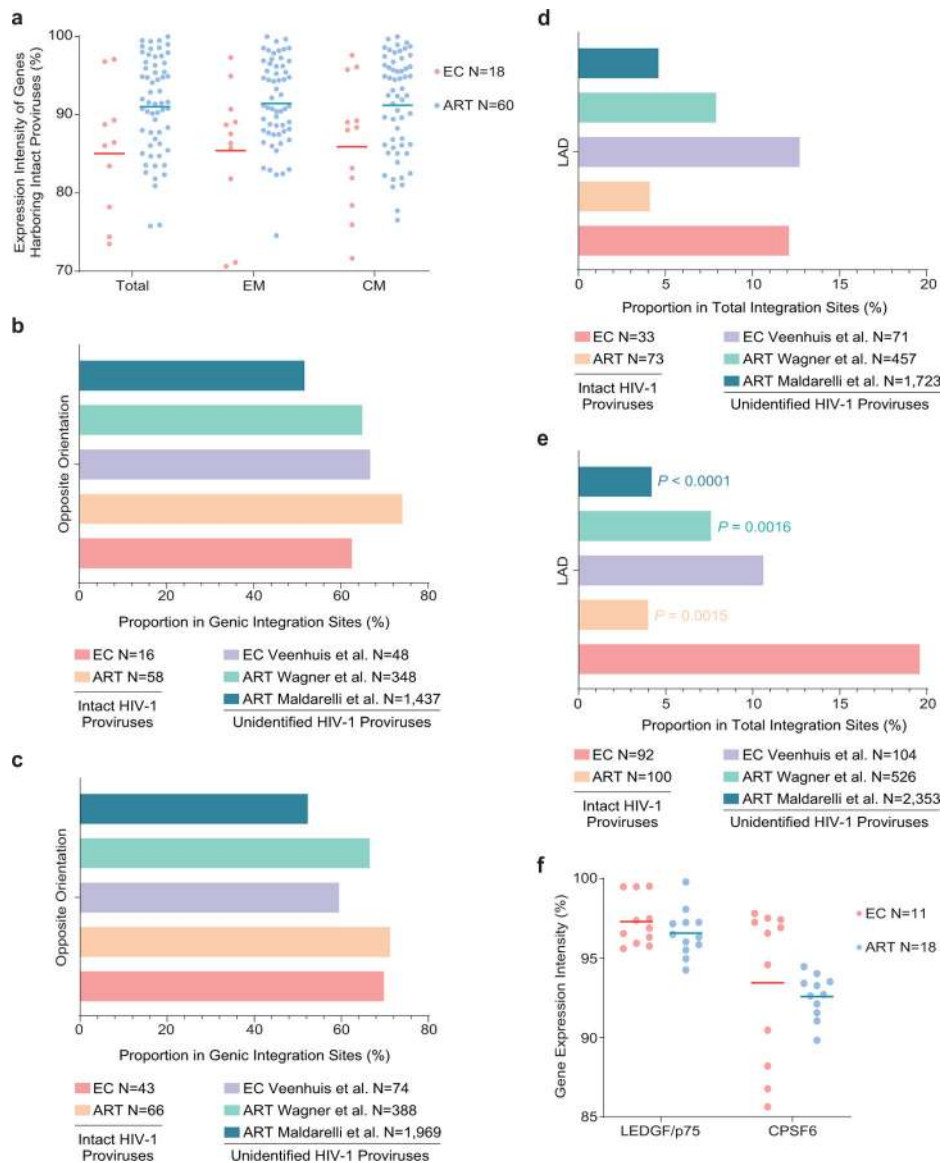 a
Expression Intensity of Genes
Harboring Intact Proviruses (%)
100
90
80
70
Total
EM
CM
EC N=18
ART N=60
b
Opposite Orientation
0
20
40
60
80
Proportion in Genic Integration Sites (%)
EC N=16
ART N=58
Intact HIV-1
Proviruses
EC Veenhuis et al. N=48
ART Wagner et al. N=348
ART Maldarelli et al. N=1,437
Unidentified HIV-1 Proviruses
c
Opposite Orientation
0
20
40
60
80
Proportion in Genic Integration Sites (%)
EC N=43
ART N=66
Intact HIV-1
Proviruses
EC Veenhuis et al. N=74
ART Wagner et al. N=388
ART Maldarelli et al. N=1,969
Unidentified HIV-1 Proviruses
d
LAD
0
5
10
15
20
Proportion in Total Integration Sites (%)
EC N=33
ART N=73
Intact HIV-1
Proviruses
EC Veenhuis et al. N=71
ART Wagner et al. N=457
ART Maldarelli et al. N=1,723
Unidentified HIV-1 Proviruses
e
P < 0.0001
P = 0.0016
P = 0.0015
LAD
0
5
10
15
20
Proportion in Total Integration Sites (%)
EC N=92
ART N=100
Intact HIV-1
Proviruses
EC Veenhuis et al. N=104
ART Wagner et al. N=526
ART Maldarelli et al. N=2,353
Unidentified HIV-1 Proviruses
f
Gene Expression Intensity (%)
100
95
90
85
LEDGF/p75
CPSF6
EC N=11
ART N=18